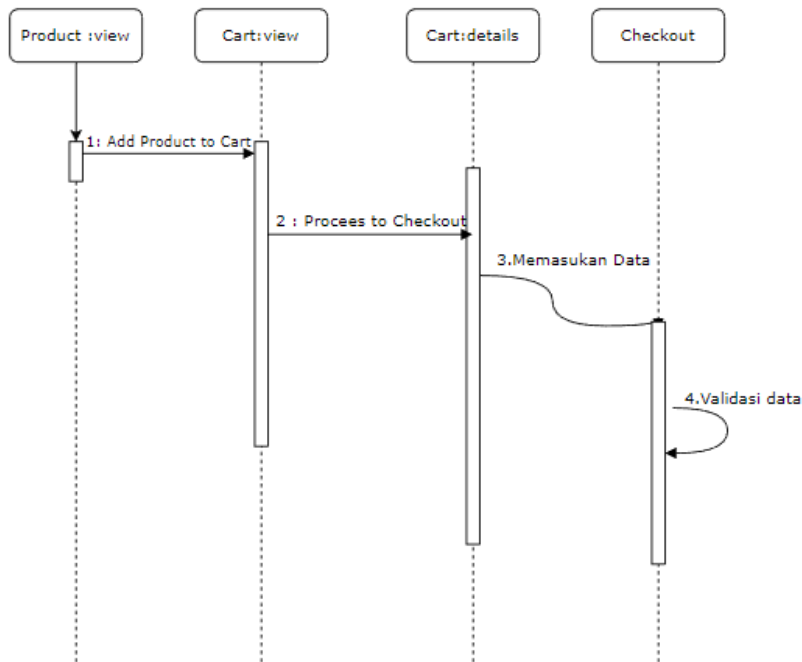 Product :view
Cart:view
Cart:details
Checkout
1: Add Product to Cart
2 : Procees to Checkout
3.Memasukan Data
4.Validasi data